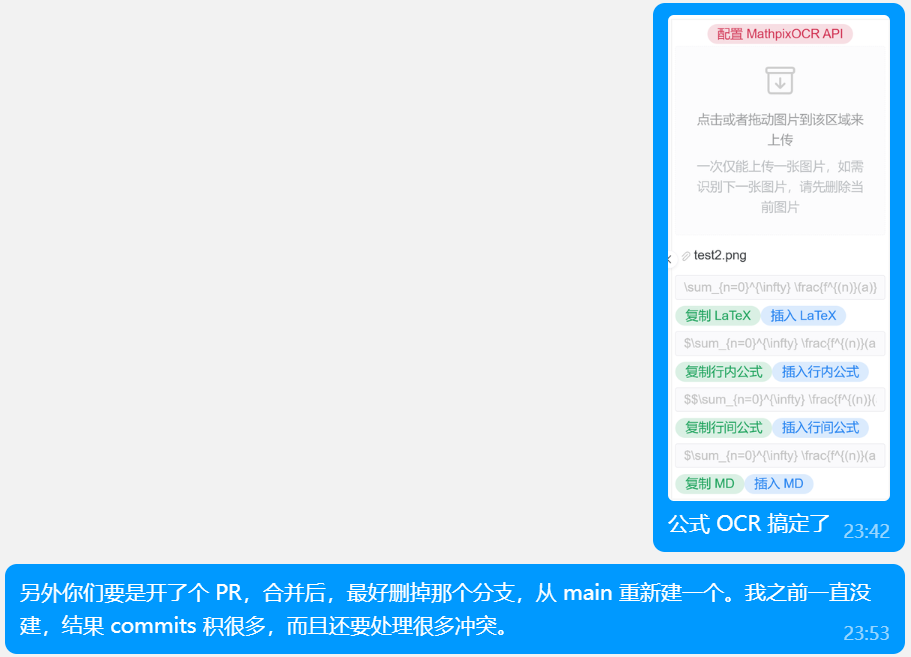 配置 MathpixOCR API
点击或者拖动图片到该区域来
上传
一次仅能上传一张图片，如需
识别下一张图片，请先删除当
前图片
test2.png
\sum_{n=0}^{\infty} \frac{f^{(n)}(a)}
复制 LaTeX 插入 LaTeX
$\sum_{n=0}^{\infty} \frac{f^{(n)}(a
复制行内公式 插入行内公式
$$\sum_{n=0}^{\infty} \frac{f^{(n)}(
复制行间公式 插入行间公式
$\sum_{n=0}^{\infty} \frac{f^{(n)}(a
复制 MD 插入 MD
公式 OCR 搞定了 23:42
另外你们要是开了个 PR，合并后，最好删掉那个分支，从 main 重新建一个。我之前一直没
建，结果 commits 积很多，而且还要处理很多冲突。 23:53